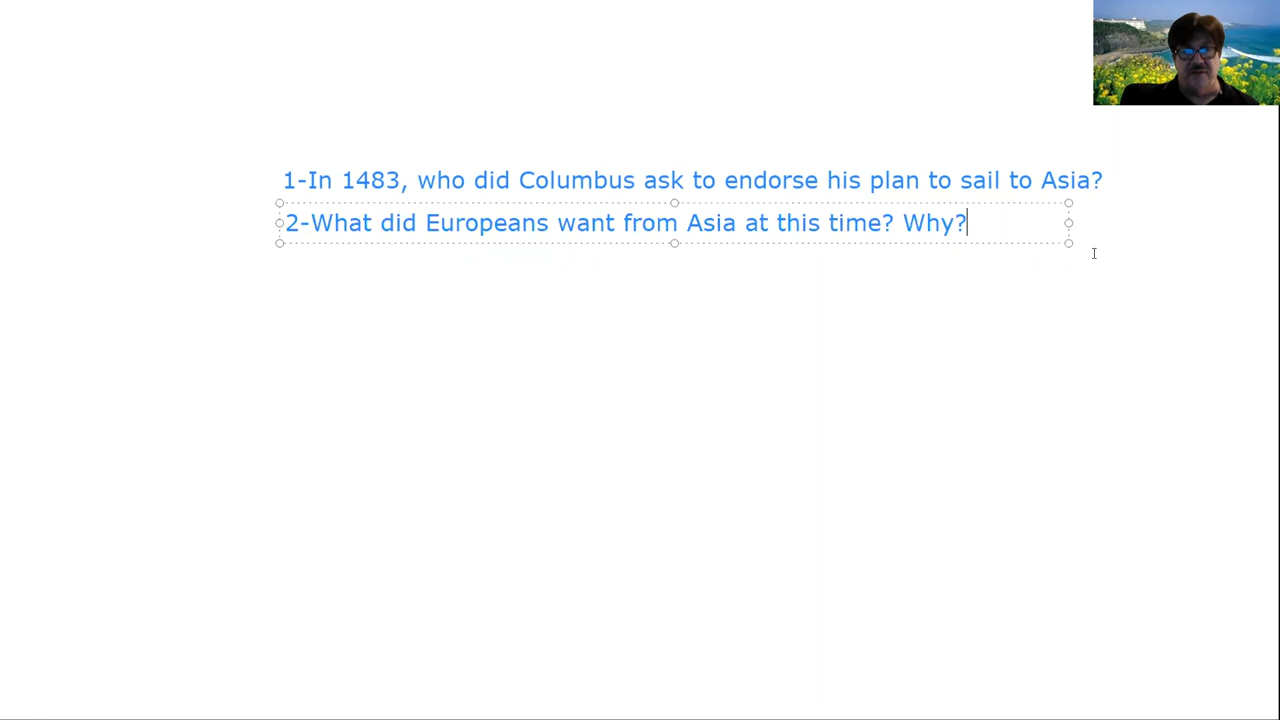 1-In 1483, who did Columbus ask to endorse his plan to sail to Asia?
2-What did Europeans want from Asia at this time? Why?